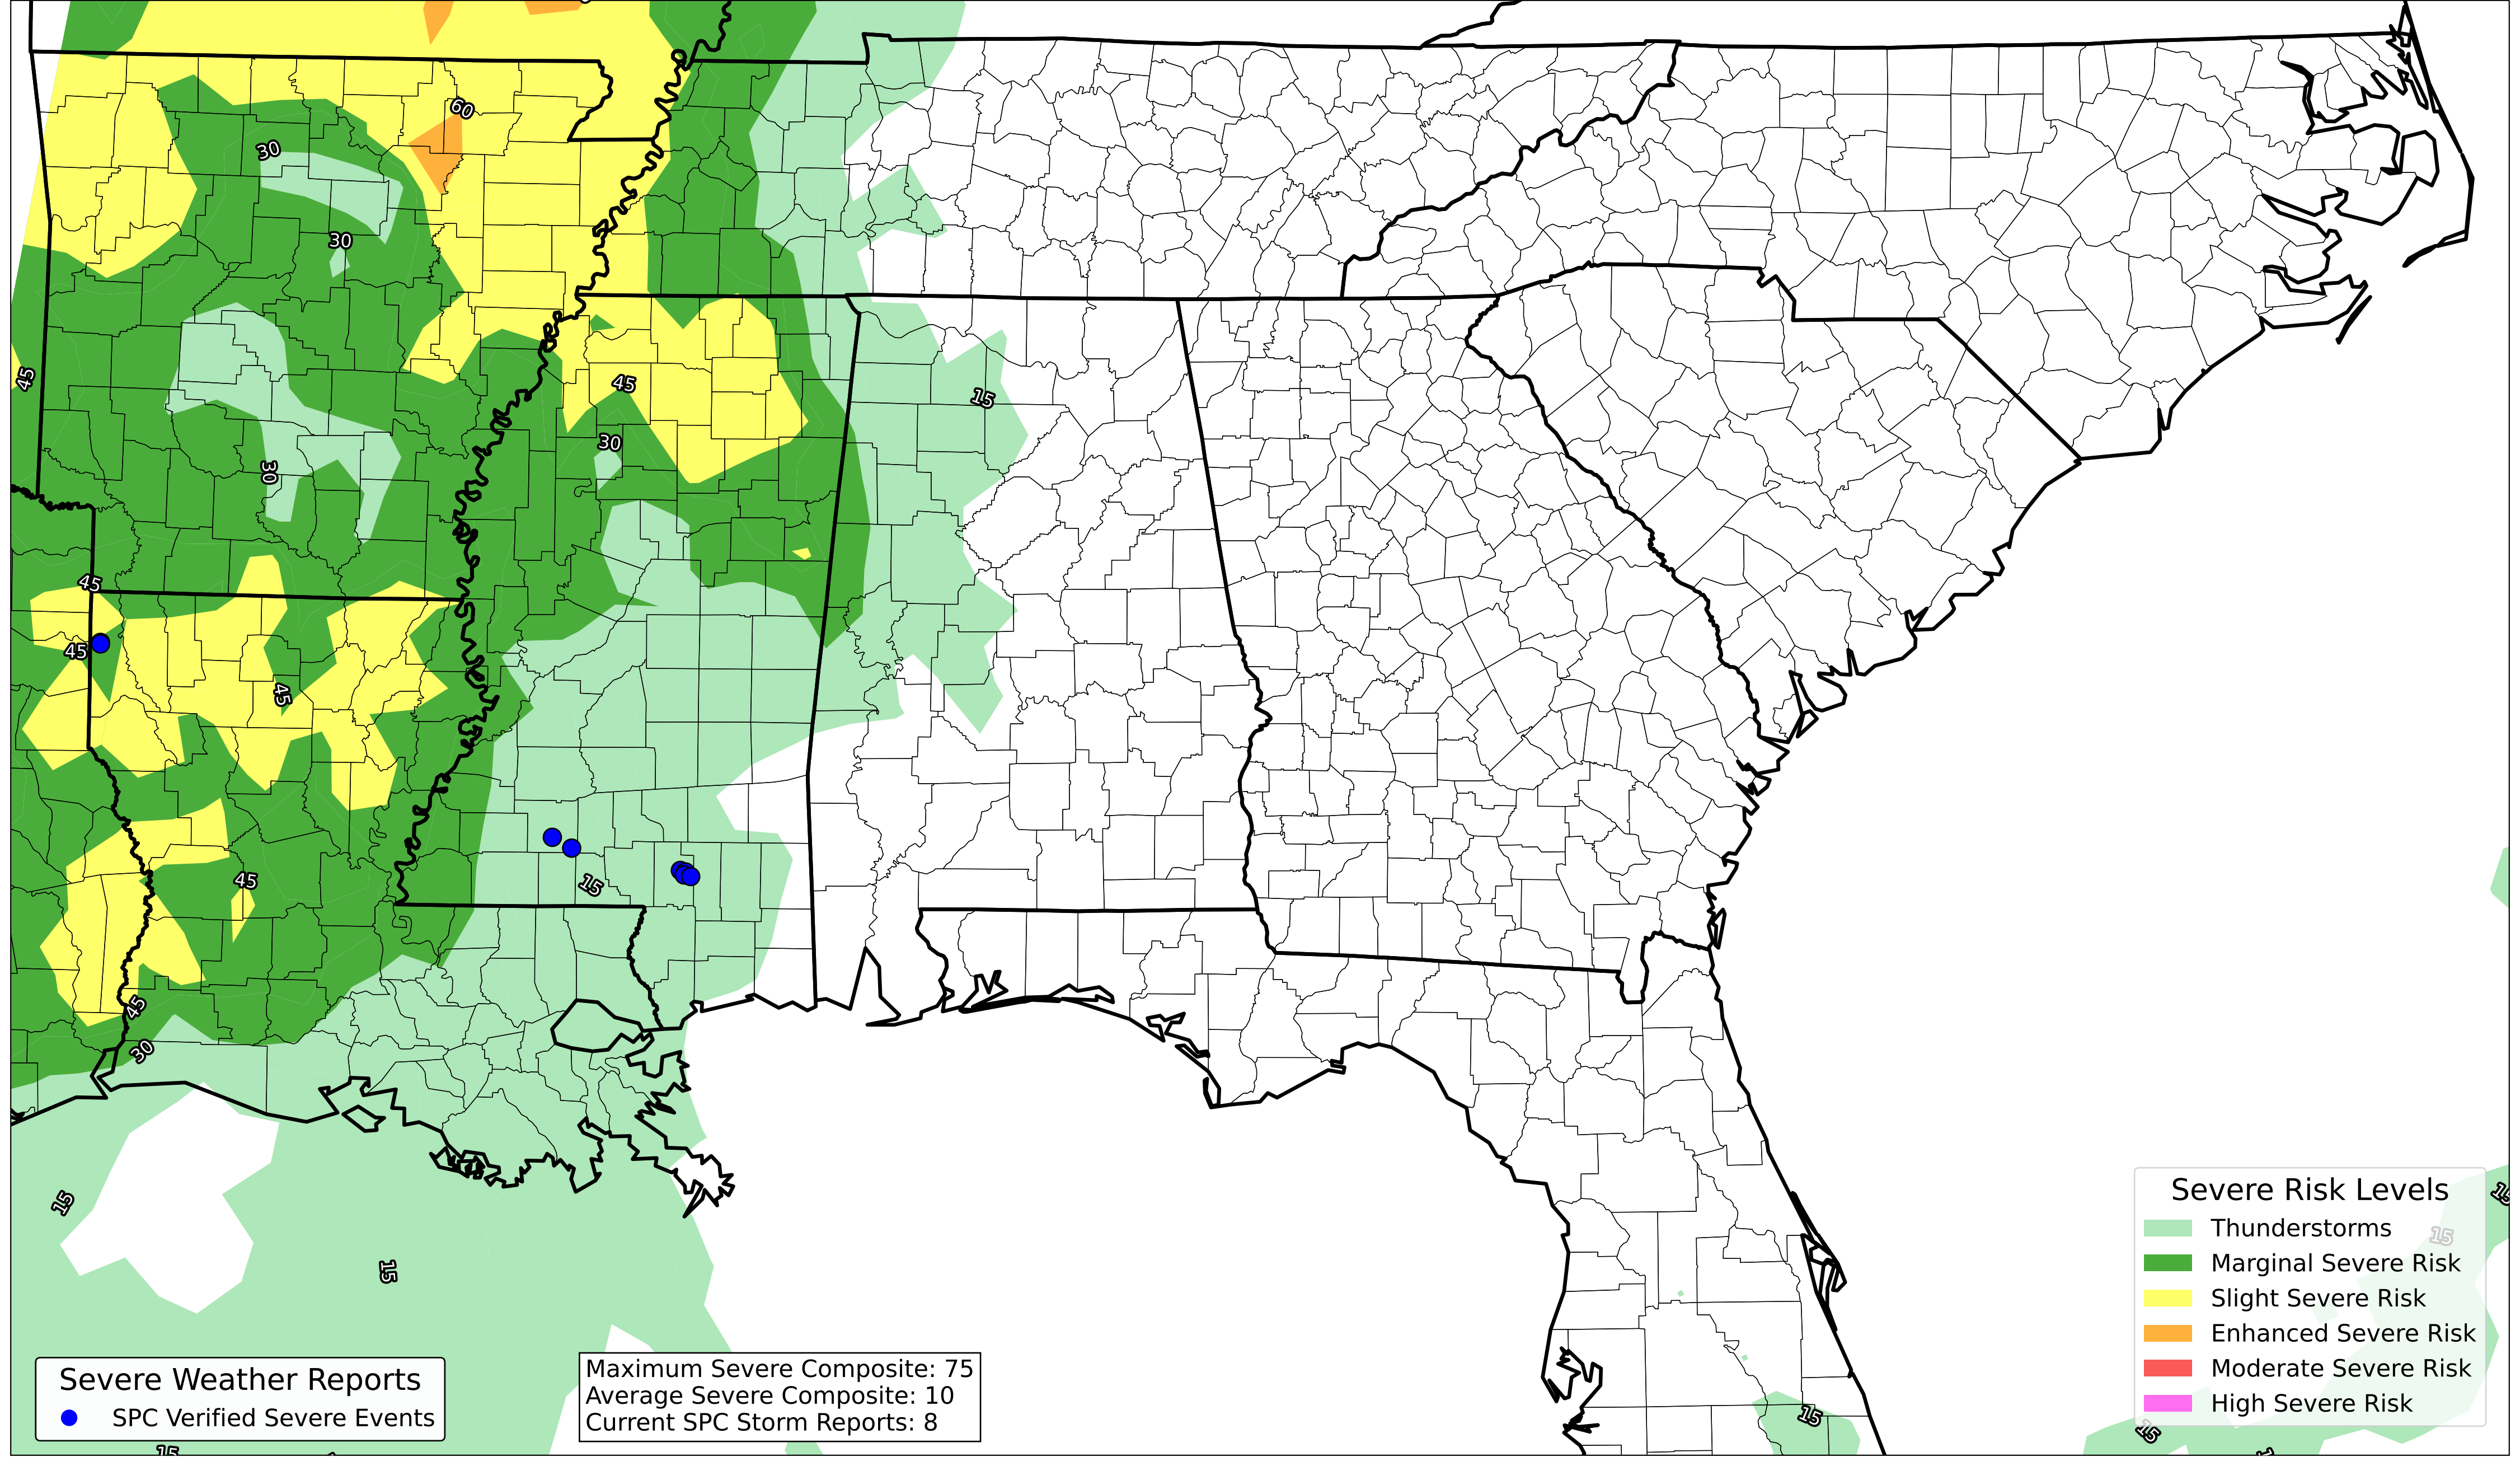 60
30
30
45
45
15
30
30
45
45
45
45
15
45
30
15
15
15
15
15
15
15
Severe Risk Levels
Thunderstorms
Marginal Severe Risk
Slight Severe Risk
Enhanced Severe Risk
Moderate Severe Risk
High Severe Risk
Severe Weather Reports
SPC Verified Severe Events
Maximum Severe Composite: 75
Average Severe Composite: 10
Current SPC Storm Reports: 8